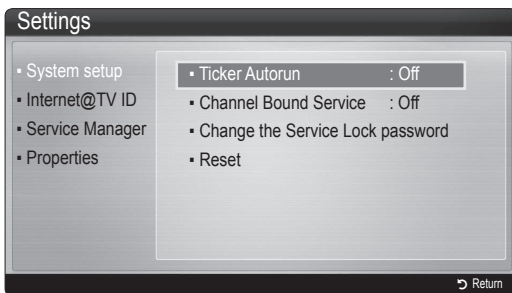 Settings
▪ System setup
▪ Internet@TV ID
▪ Service Manager
▪ Properties
▪ Ticker Autorun : Off
▪ Channel Bound Service : Off
▪ Change the Service Lock password
▪ Reset
Return